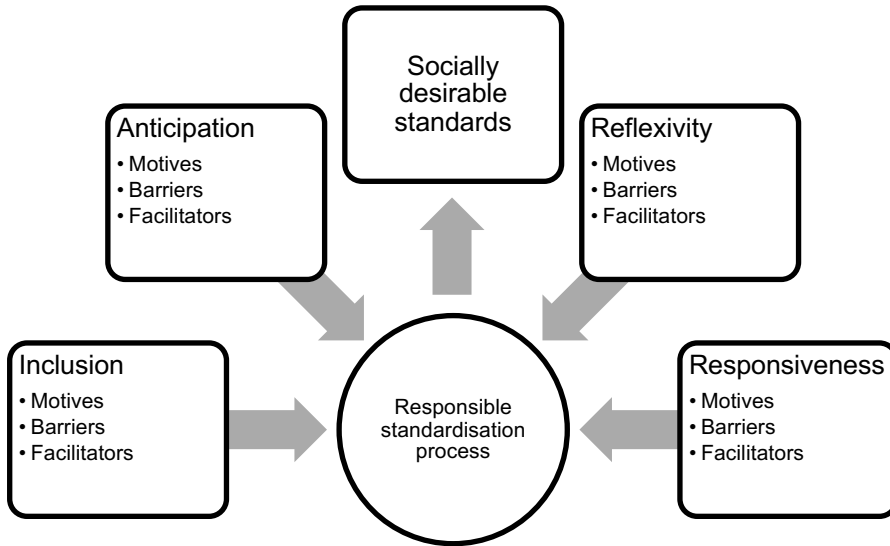 Socially
desirable
standards
Anticipation
• Motives
• Barriers
• Facilitators
Reflexivity
• Motives
• Barriers
• Facilitators
Inclusion
• Motives
• Barriers
• Facilitators
Responsible
standardisation
process
Responsiveness
• Motives
• Barriers
• Facilitators